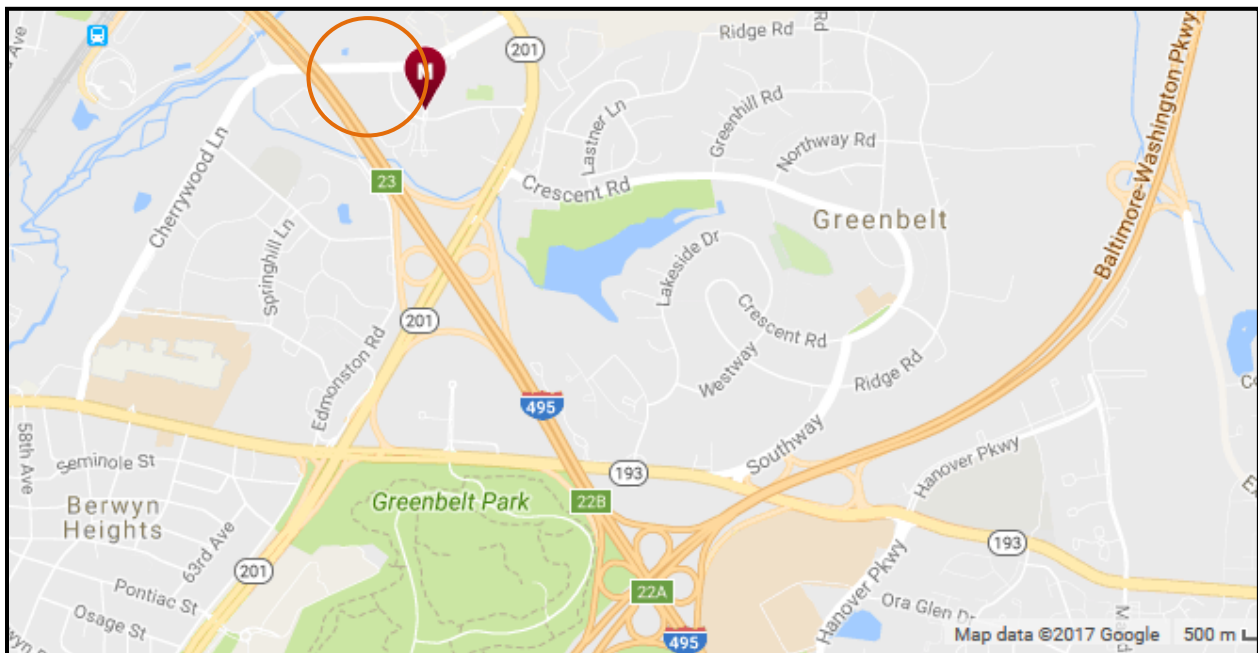 Ridge Rd
201
Baltimore-Washington Pkwy
Lastner Ln
Greenhill Rd
Northway Rd
Cherrywood Ln
23
Crescent Rd
Greenbelt
Springhill Ln
Lakeside Dr
201
Crescent Rd
Edmonston Rd
Westway
Ridge Rd
495
58th Ave
Southway
Seminole St
193
Hanover Pkwy
Greenbelt Park
22B
Berwyn
Heights
63rd Ave
193
201
Hanover Pkwy
Pontiac St
22A
Osage St
Ora Glen Dr
495
Map data ©2017 Google 500 m